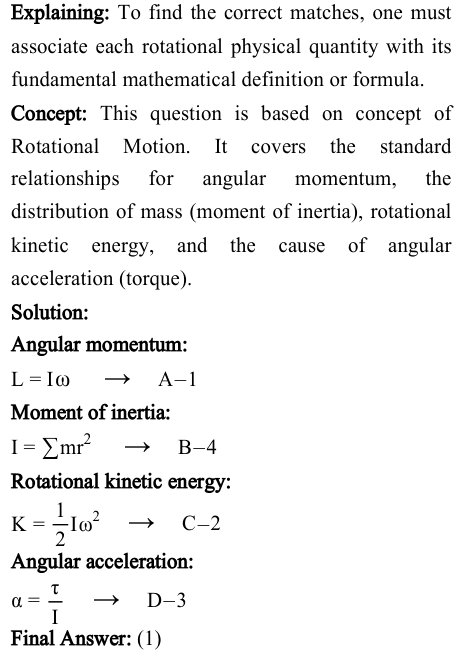 Explaining: To find the correct matches, one must
associate each rotational physical quantity with its
fundamental mathematical definition or formula.
Concept: This question is based on concept of
Rotational Motion. It covers the standard
relationships for angular momentum, the
distribution of mass (moment of inertia), rotational
kinetic energy, and the cause of angular
acceleration (torque).
Solution:
Angular momentum:
L = Iω → A−1
Moment of inertia:
I = ∑mr² → B−4
Rotational kinetic energy:
K = 1/2 Iω² → C−2
Angular acceleration:
α = τ/I → D−3
Final Answer: (1)